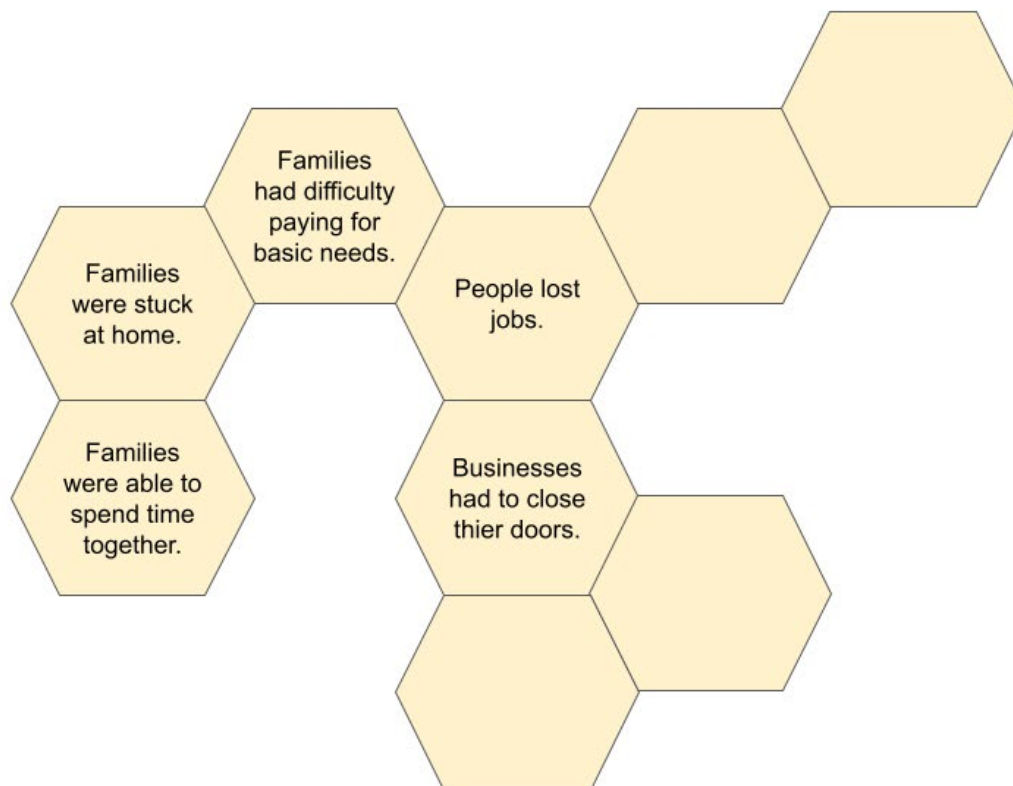 Families
had difficulty
paying for
basic needs.
Families
were stuck
at home.
People lost
jobs.
Families
were able to
spend time
together.
Businesses
had to close
thier doors.